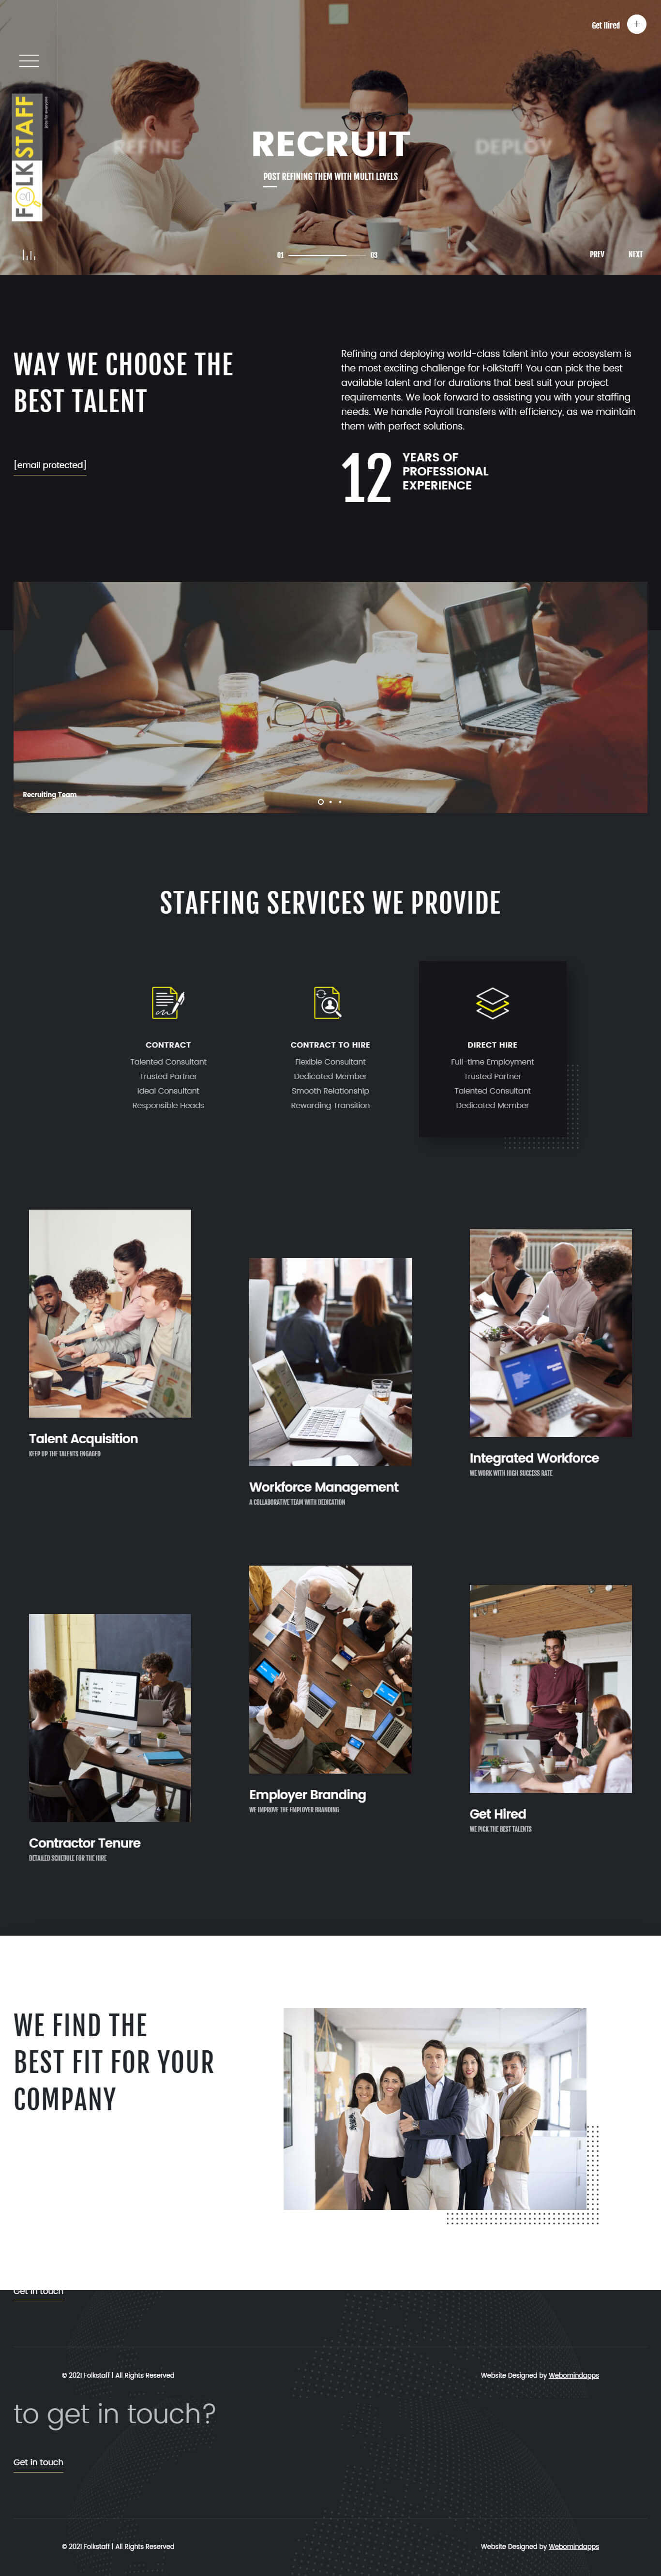 Get Hired
FOLKSTAFF
jobs for everyone
REFINE
RECRUIT
DEPLOY
POST REFINING THEM WITH MULTI LEVELS
01
03
PREV
NEXT
WAY WE CHOOSE THE
BEST TALENT
[email protected]
Refining and deploying world-class talent into your ecosystem is
the most exciting challenge for FolkStaff! You can pick the best
available talent and for durations that best suit your project
requirements. We look forward to assisting you with your staffing
needs. We handle Payroll transfers with efficiency, as we maintain
them with perfect solutions.
12
YEARS OF
PROFESSIONAL
EXPERIENCE
Recruiting Team
STAFFING SERVICES WE PROVIDE
CONTRACT
Talented Consultant
Trusted Partner
Ideal Consultant
Responsible Heads
CONTRACT TO HIRE
Flexible Consultant
Dedicated Member
Smooth Relationship
Rewarding Transition
DIRECT HIRE
Full-time Employment
Trusted Partner
Talented Consultant
Dedicated Member
Talent Acquisition
KEEP UP THE TALENTS ENGAGED
Workforce Management
A COLLABORATIVE TEAM WITH DEDICATION
Integrated Workforce
WE WORK WITH HIGH SUCCESS RATE
Contractor Tenure
DETAILED SCHEDULE FOR THE HIRE
Employer Branding
WE IMPROVE THE EMPLOYER BRANDING
Get Hired
WE PICK THE BEST TALENTS
WE FIND THE
BEST FIT FOR YOUR
COMPANY
Get in touch
© 2021 Folkstaff | All Rights Reserved
Website Designed by Webomindapps
to get in touch?
Get in touch
© 2021 Folkstaff | All Rights Reserved
Website Designed by Webomindapps